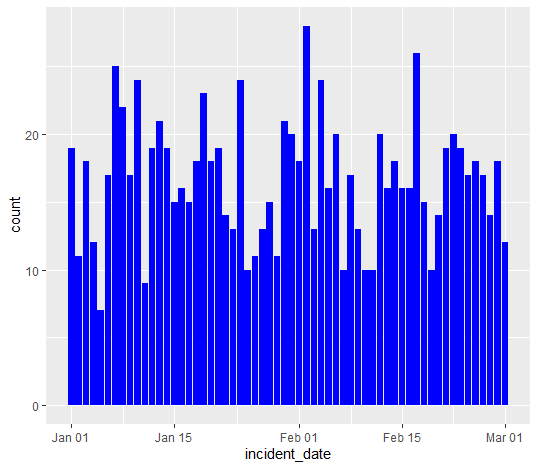 20
10
0
count
Jan 01
Jan 15
Feb 01
Feb 15
Mar 01
incident_date